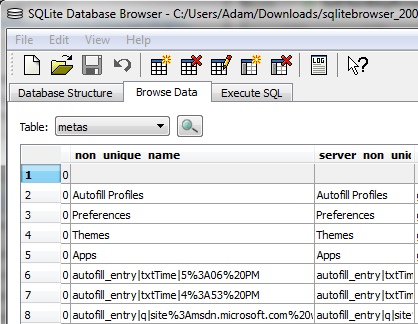 SQLite Database Browser - C:/Users/Adam/Downloads/sqlitebrowser_200
File Edit View Help
LOG
Database Structure Browse Data Execute SQL
Table: metas
non_unique_name server_non_uniq
1 0
2 0 Autofill Profiles Autofill Profiles
3 0 Preferences Preferences
4 0 Themes Themes
5 0 Apps Apps
6 0 autofill_entry|txtTime|5%3A06%20PM autofill_entry|txtTim
7 0 autofill_entry|txtTime|4%3A53%20PM autofill_entry|txtTim
8 0 autofill_entry|q|site%3Amsdn.microsoft.com%20 autofill_entry|q|site